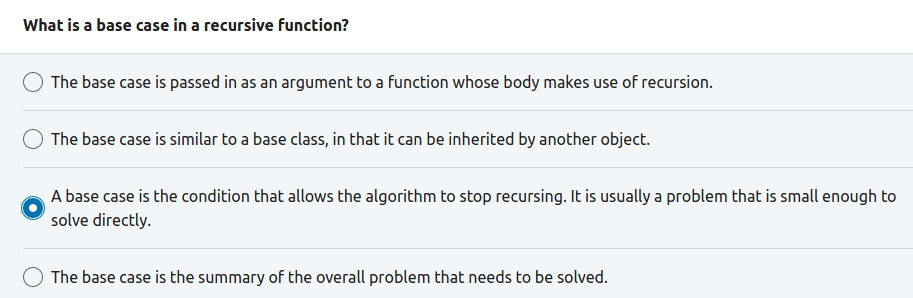 What is a base case in a recursive function?
The base case is passed in as an argument to a function whose body makes use of recursion.
The base case is similar to a base class, in that it can be inherited by another object.
A base case is the condition that allows the algorithm to stop recursing. It is usually a problem that is small enough to
solve directly.
The base case is the summary of the overall problem that needs to be solved.